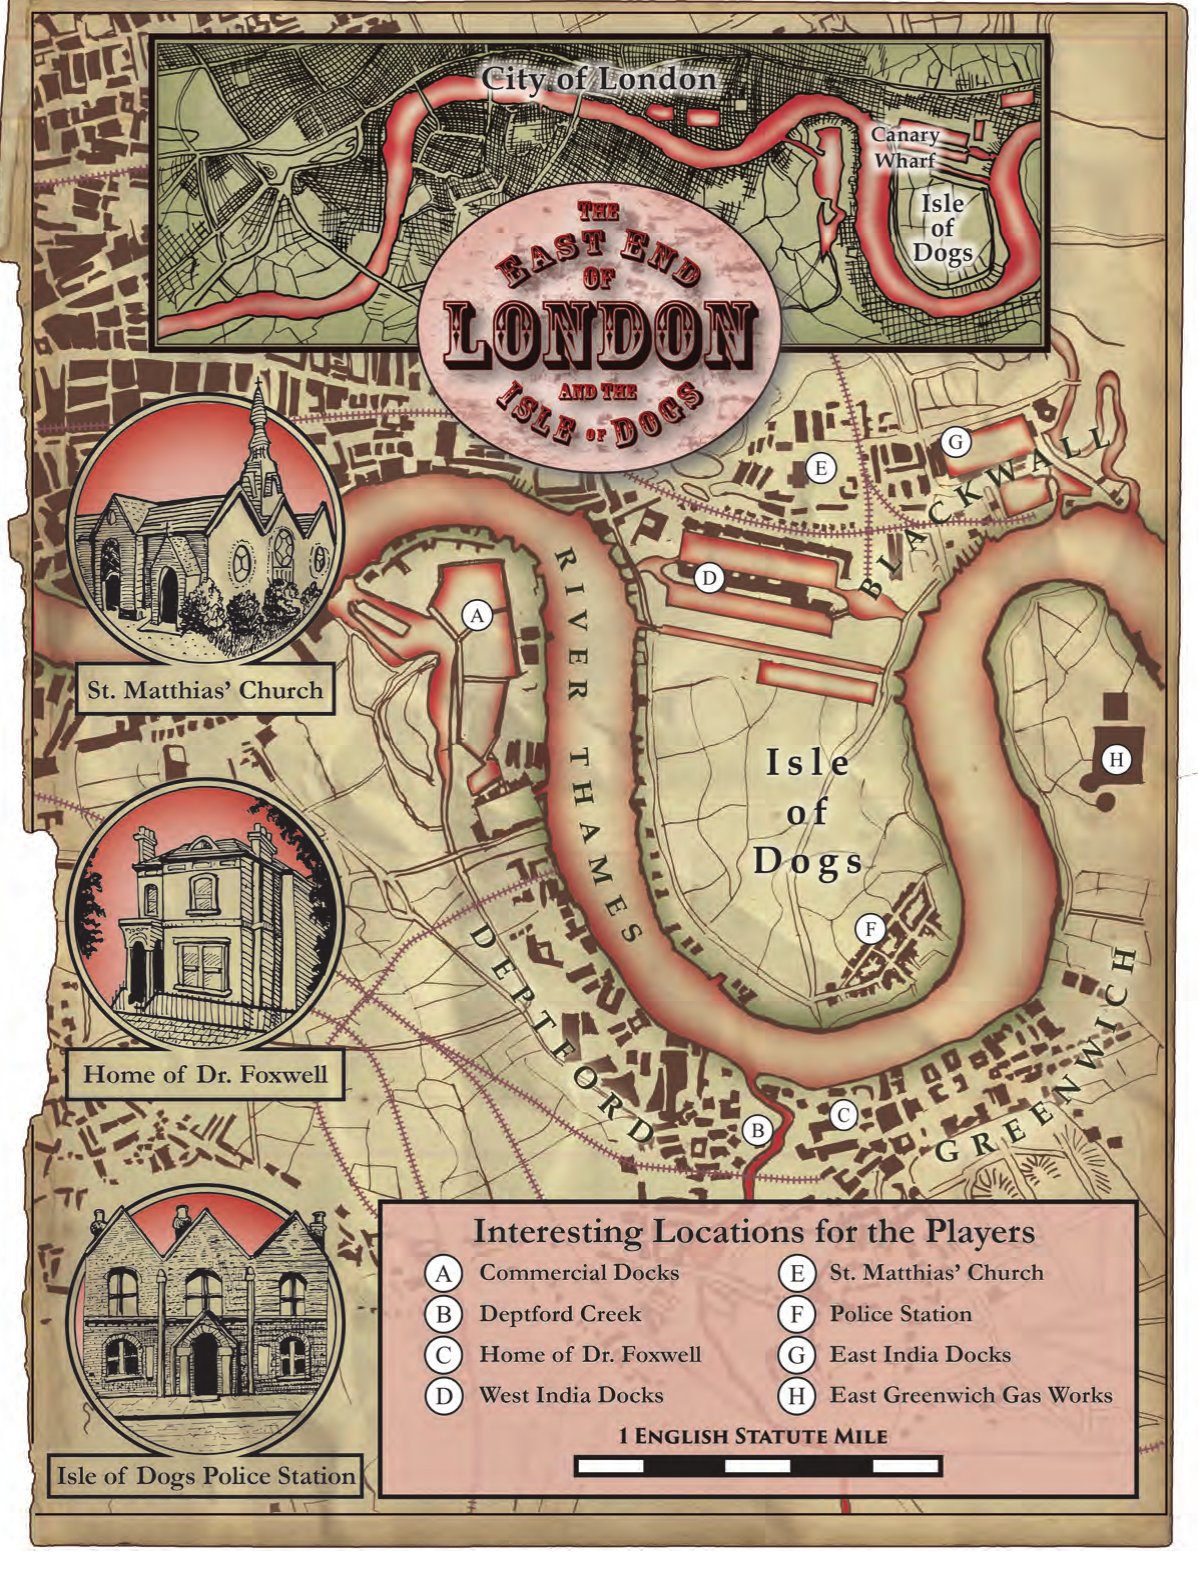 City of London
Canary
Wharf
Isle
of
Dogs
THE
EAST END
OF
LONDON
AND THE
ISLE OF DOGS
G
E
BLACKWALL
D
A
RIVER THAMES
St. Matthias' Church
H
Isle
of
Dogs
F
DEPTFORD
GREENWICH
Home of Dr. Foxwell
C
B
Interesting Locations for the Players
A Commercial Docks
B Deptford Creek
C Home of Dr. Foxwell
D West India Docks
E St. Matthias' Church
F Police Station
G East India Docks
H East Greenwich Gas Works
1 ENGLISH STATUTE MILE
Isle of Dogs Police Station